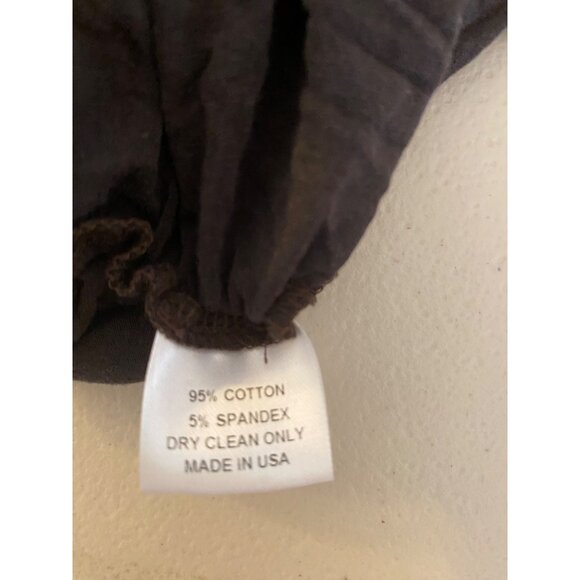 95% COTTON
5% SPANDEX
DRY CLEAN ONLY
MADE IN USA